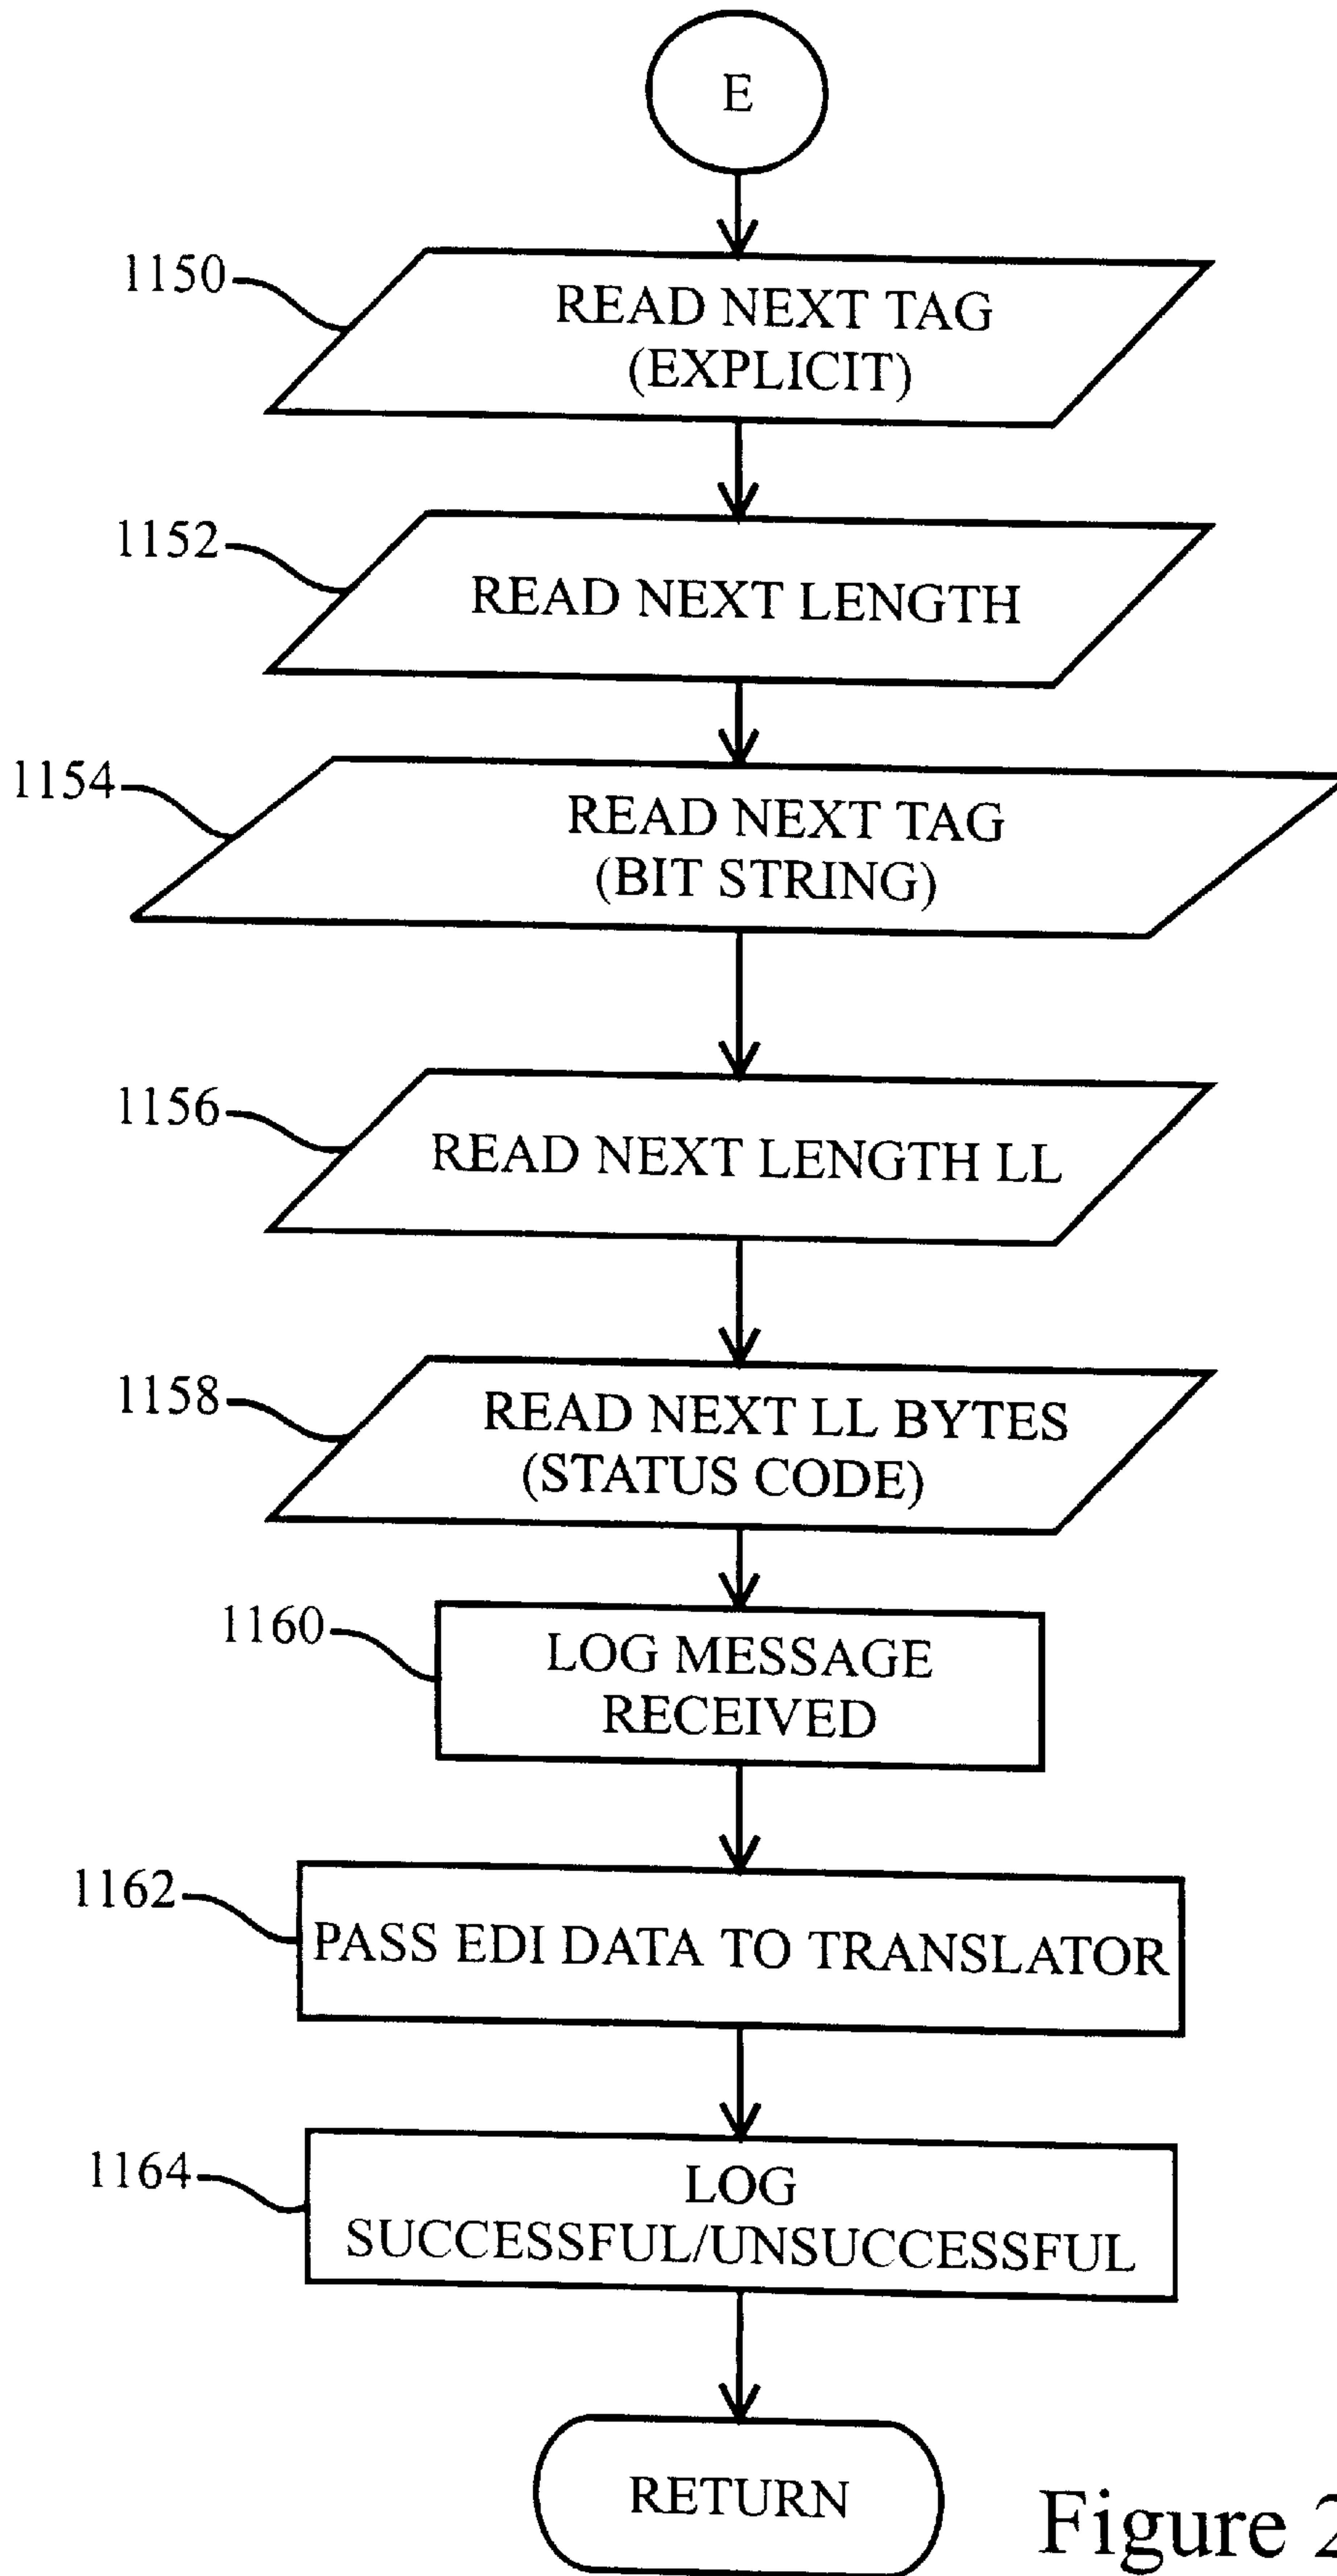 E
1150
READ NEXT TAG
(EXPLICIT)
1152
READ NEXT LENGTH
1154
READ NEXT TAG
(BIT STRING)
1156
READ NEXT LENGTH LL
1158
READ NEXT LL BYTES
(STATUS CODE)
1160
LOG MESSAGE
RECEIVED
1162
PASS EDI DATA TO TRANSLATOR
1164
LOG
SUCCESSFUL/UNSUCCESSFUL
RETURN
Figure 2